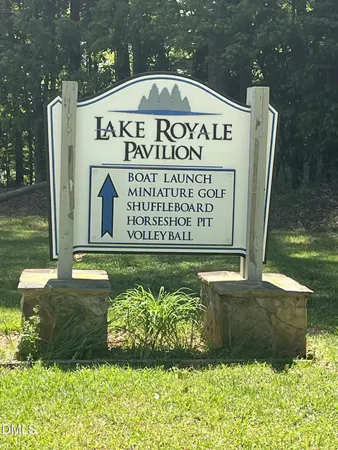 LAKE ROYALE
PAVILION
BOAT LAUNCH
MINIATURE GOLF
SHUFFLEBOARD
HORSESHOE PIT
VOLLEYBALL
DMLS